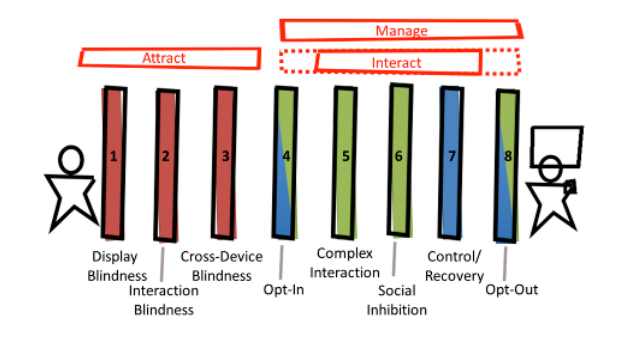 Manage
Attract
Interact
1 2 3 4 5 6 7 8
Display
Blindness
Interaction
Blindness
Cross-Device
Blindness
Opt-In
Complex
Interaction
Social
Inhibition
Control/
Recovery
Opt-Out